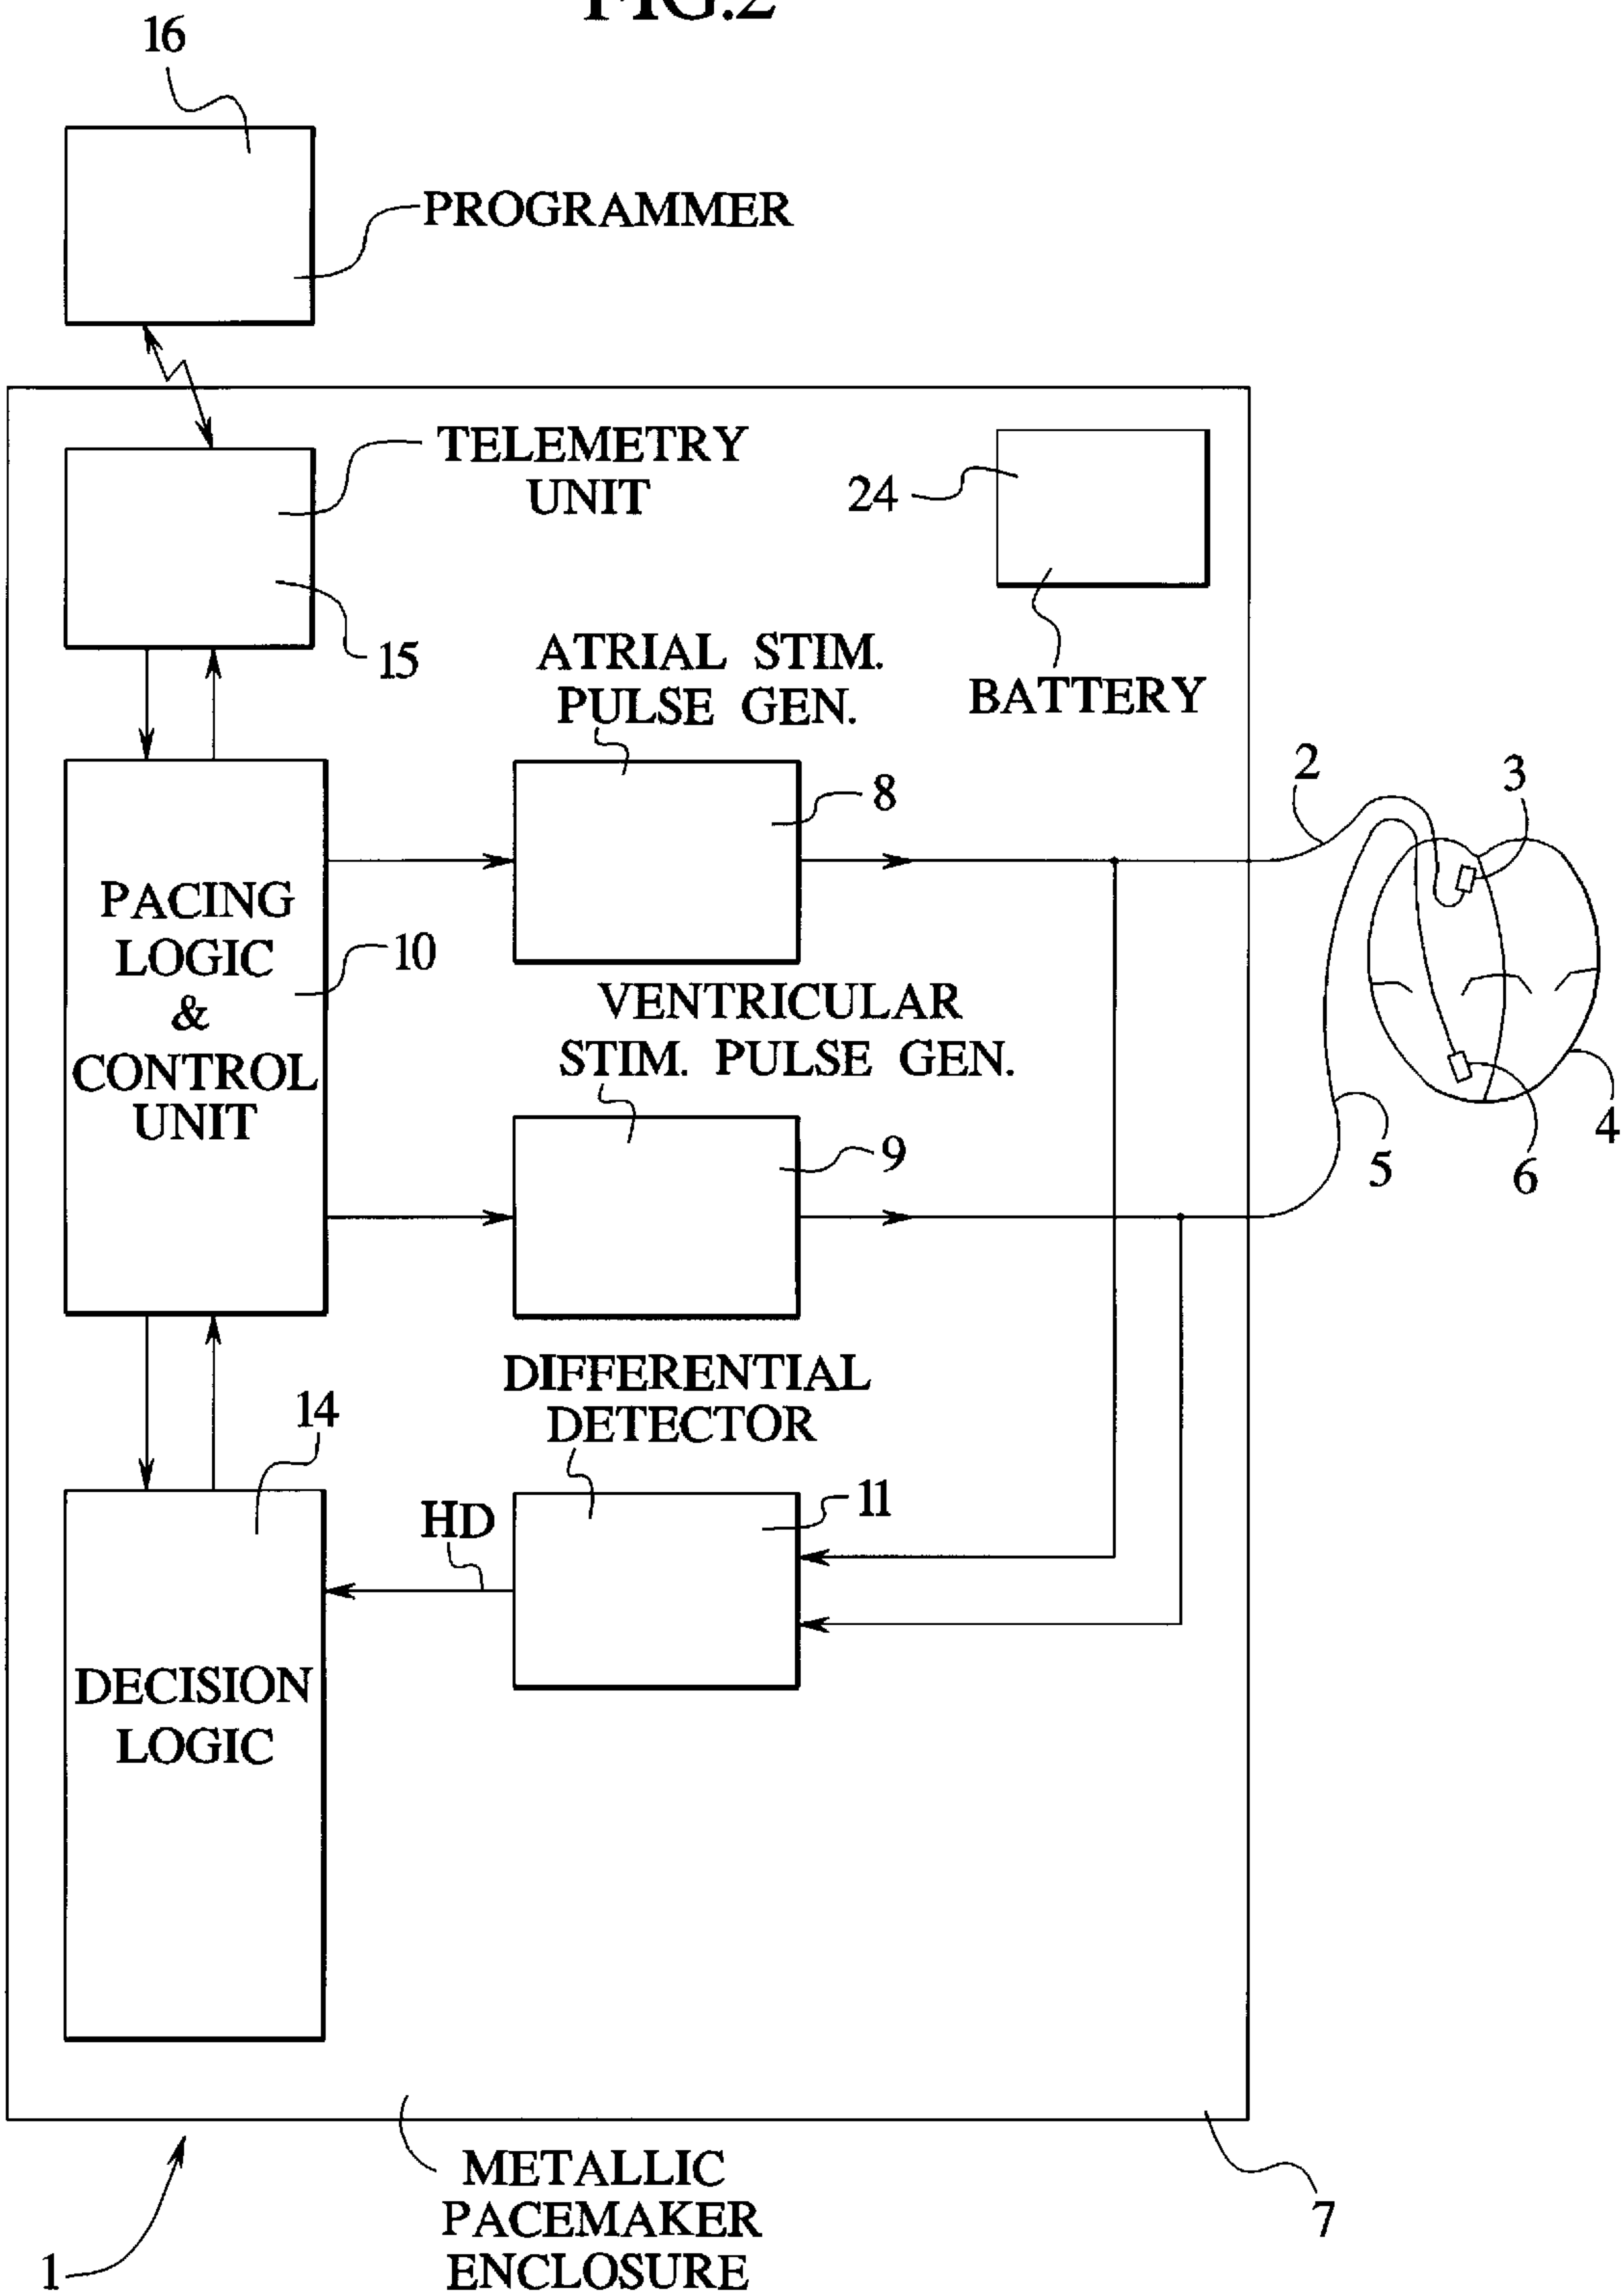 FIG.2
16
PROGRAMMER
TELEMETRY
UNIT
24
15
BATTERY
ATRIAL STIM.
PULSE GEN.
8
2
3
PACING
LOGIC
&
CONTROL
UNIT
10
VENTRICULAR
STIM. PULSE GEN.
9
4
5
6
DIFFERENTIAL
DETECTOR
14
11
HD
DECISION
LOGIC
METALLIC
PACEMAKER
ENCLOSURE
7
1